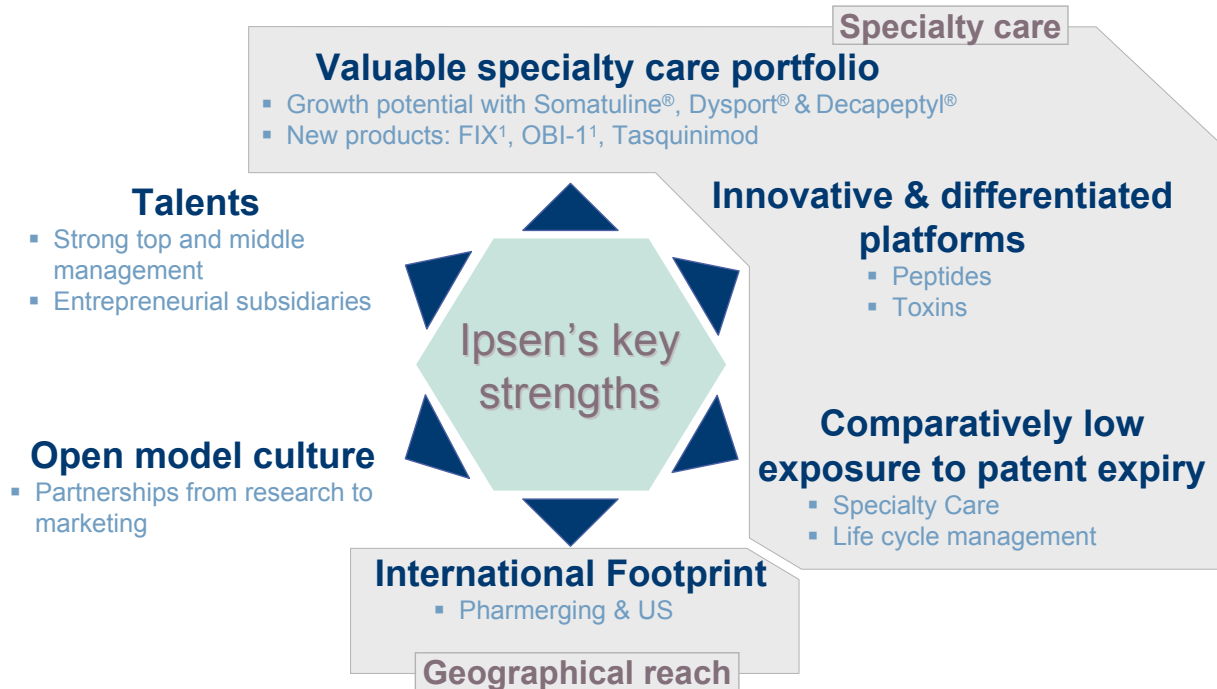 Specialty care
Valuable specialty care portfolio
▪ Growth potential with Somatuline®, Dysport® & Decapeptyl®
▪ New products: FIX¹, OBI-1¹, Tasquinimod
Talents
▪ Strong top and middle
management
▪ Entrepreneurial subsidiaries
Innovative & differentiated
platforms
▪ Peptides
▪ Toxins
Ipsen's key
strengths
Open model culture
▪ Partnerships from research to
marketing
Comparatively low
exposure to patent expiry
▪ Specialty Care
▪ Life cycle management
International Footprint
▪ Pharmerging & US
Geographical reach